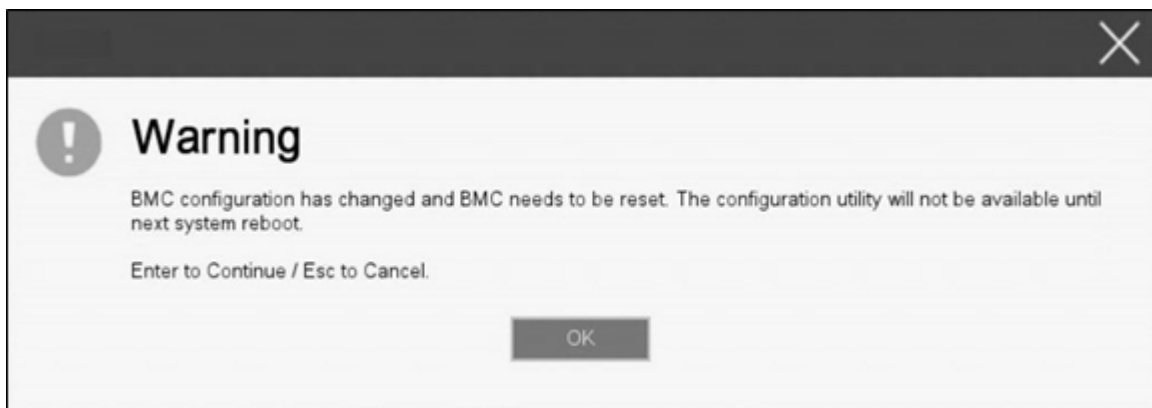 Warning
BMC configuration has changed and BMC needs to be reset. The configuration utility will not be available until
next system reboot.
Enter to Continue / Esc to Cancel.
OK